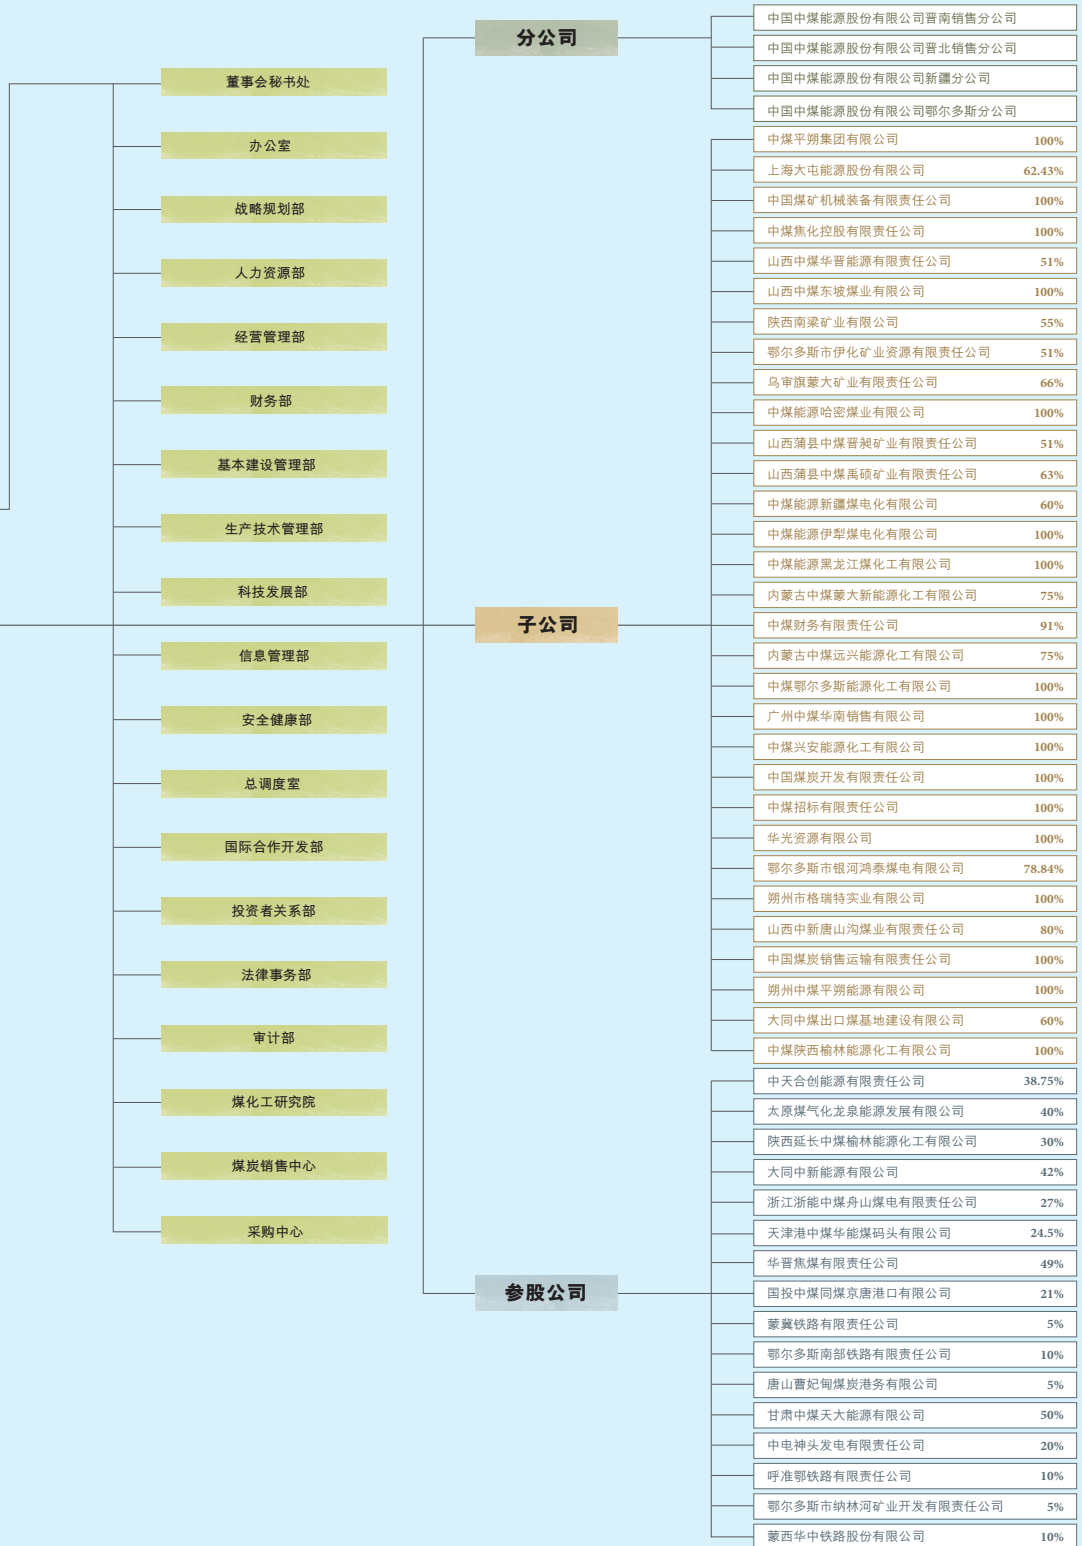 董事会秘书处
办公室
战略规划部
人力资源部
经营管理部
财务部
基本建设管理部
生产技术管理部
科技发展部
信息管理部
安全健康部
总调度室
国际合作开发部
投资者关系部
法律事务部
审计部
煤化工研究院
煤炭销售中心
采购中心
分公司
中国中煤能源股份有限公司晋南销售分公司
中国中煤能源股份有限公司晋北销售分公司
中国中煤能源股份有限公司新疆分公司
中国中煤能源股份有限公司鄂尔多斯分公司
子公司
中煤平朔集团有限公司 100%
上海大屯能源股份有限公司 62.43%
中国煤矿机械装备有限责任公司 100%
中煤焦化控股有限责任公司 100%
山西中煤华晋能源有限责任公司 51%
山西中煤东坡煤业有限公司 100%
陕西南梁矿业有限公司 55%
鄂尔多斯市伊化矿业资源有限责任公司 51%
乌审旗蒙大矿业有限责任公司 66%
中煤能源哈密煤业有限公司 100%
山西蒲县中煤晋昶矿业有限责任公司 51%
山西蒲县中煤禹硕矿业有限责任公司 63%
中煤能源新疆煤电化有限公司 60%
中煤能源伊犁煤电化有限公司 100%
中煤能源黑龙江煤化工有限公司 100%
内蒙古中煤蒙大新能源化工有限公司 75%
中煤财务有限责任公司 91%
内蒙古中煤远兴能源化工有限公司 75%
中煤鄂尔多斯能源化工有限公司 100%
广州中煤华南销售有限公司 100%
中煤兴安能源化工有限公司 100%
中国煤炭开发有限责任公司 100%
中煤招标有限责任公司 100%
华光资源有限公司 100%
鄂尔多斯市银河鸿泰煤电有限公司 78.84%
朔州市格瑞特实业有限公司 100%
山西中新唐山沟煤业有限责任公司 80%
中国煤炭销售运输有限责任公司 100%
朔州中煤平朔能源有限公司 100%
大同中煤出口煤基地建设有限公司 60%
中煤陕西榆林能源化工有限公司 100%
参股公司
中天合创能源有限责任公司 38.75%
太原煤气化龙泉能源发展有限公司 40%
陕西延长中煤榆林能源化工有限公司 30%
大同中新能源有限公司 42%
浙江浙能中煤舟山煤电有限责任公司 27%
天津港中煤华能煤码头有限公司 24.5%
华晋焦煤有限责任公司 49%
国投中煤同煤京唐港口有限公司 21%
蒙冀铁路有限责任公司 5%
鄂尔多斯南部铁路有限责任公司 10%
唐山曹妃甸煤炭港务有限公司 5%
甘肃中煤天大能源有限公司 50%
中电神头发电有限责任公司 20%
呼准鄂铁路有限责任公司 10%
鄂尔多斯市纳林河矿业开发有限责任公司 5%
蒙西华中铁路股份有限公司 10%